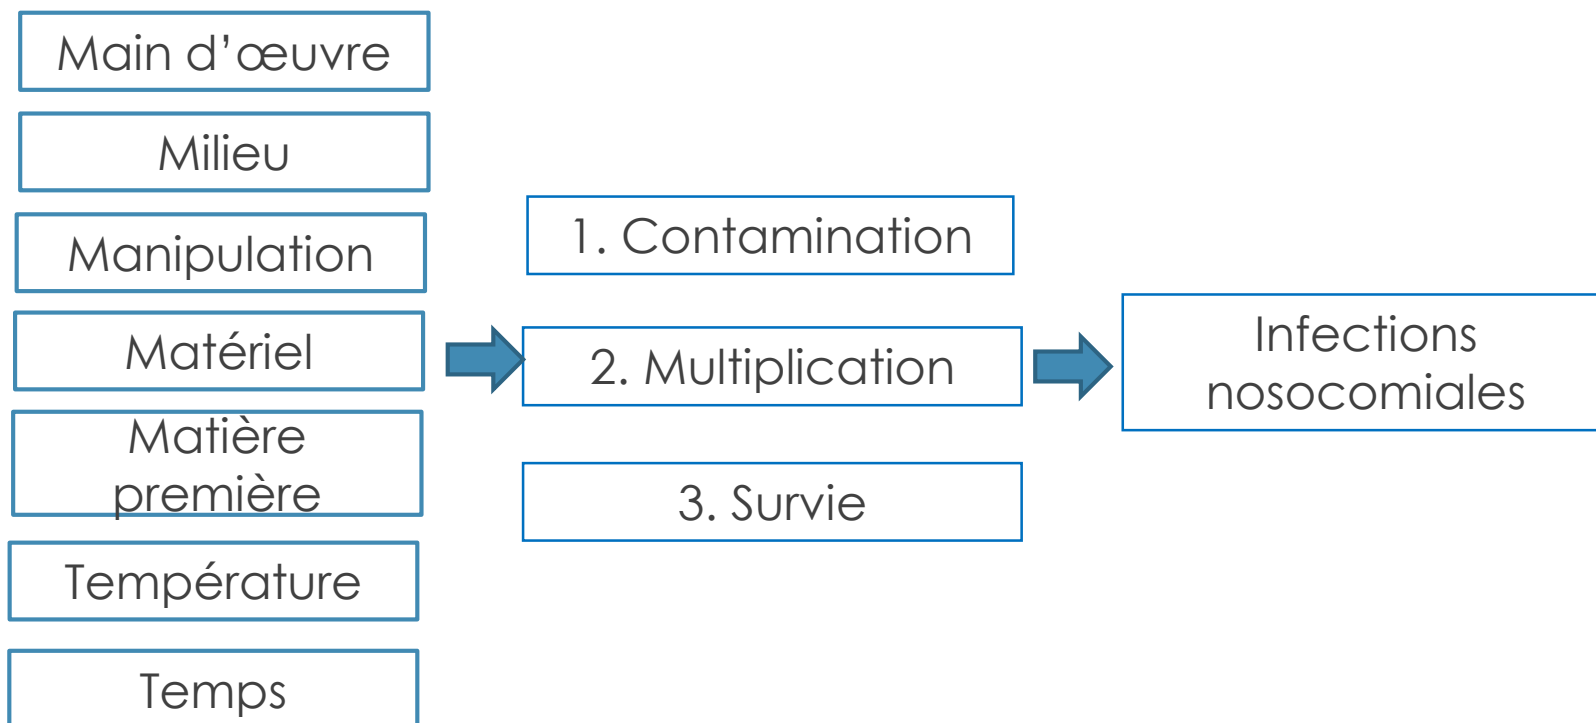 Main d’œuvre
Milieu
Manipulation
Matériel
Matière
première
Température
Temps
1. Contamination
2. Multiplication
3. Survie
Infections
nosocomiales